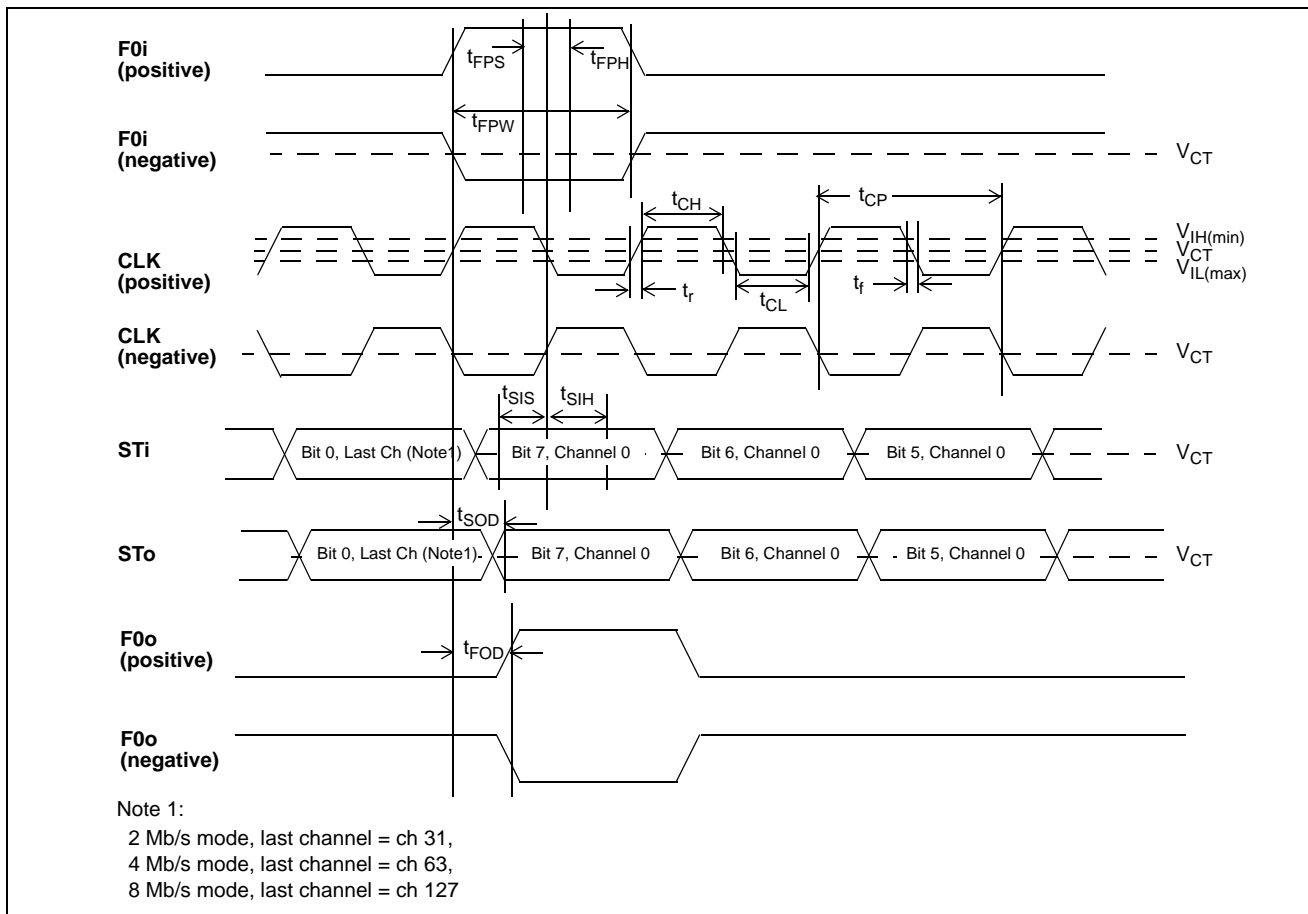 F0i
(positive)
tFPS
tFPH
tFPW
F0i
(negative)
VCT
tCH
tCP
VIH(min)
VCT
VIL(max)
CLK
(positive)
tr
tCL
tf
CLK
(negative)
VCT
tSIS
tSIH
STi
Bit 0, Last Ch (Note1)
Bit 7, Channel 0
Bit 6, Channel 0
Bit 5, Channel 0
VCT
tSOD
STo
Bit 0, Last Ch (Note1)
Bit 7, Channel 0
Bit 6, Channel 0
Bit 5, Channel 0
VCT
F0o
(positive)
tFOD
F0o
(negative)
Note 1:
2 Mb/s mode, last channel = ch 31,
4 Mb/s mode, last channel = ch 63,
8 Mb/s mode, last channel = ch 127